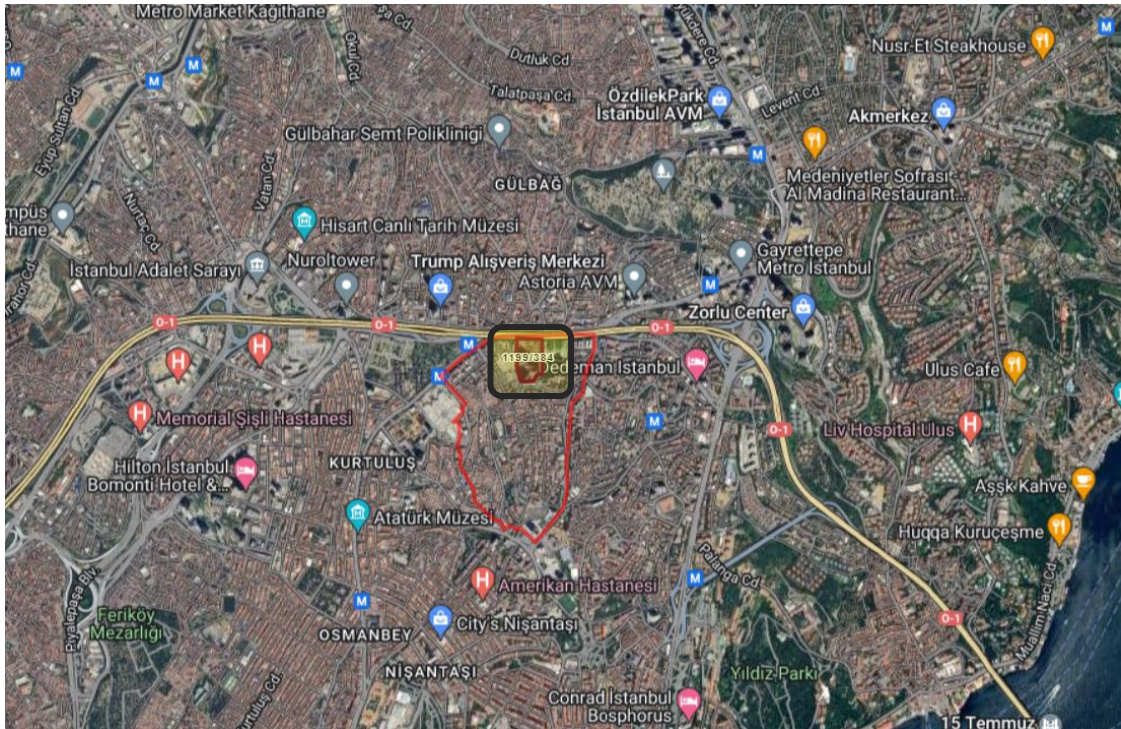 Metro Market Kağıthane
Okul Cd.
Büyükdere Cd.
Dutluk Cd
Nusr-Et Steakhouse
Talatpaşa Cd.
ÖzdilekPark
İstanbul AVM
Levent Cd.
Akmerkez
Eyüp Sultan Cd.
Gülbahar Semt Polikliniği
GÜLBAĞ
Medeniyetler Sofrası -
Al Madina Restaurant...
Vatan Cd.
Nurtaç Cd.
Hisart Canlı Tarih Müzesi
İstanbul Adalet Sarayı
Nuroltower
Trump Alışveriş Merkezi
Astoria AVM
Gayrettepe
Metro İstanbul
Zorlu Center
O-1
O-1
O-1
1199/384
Dedeman İstanbul
Ulus Cafe
Memorial Şişli Hastanesi
O-1
Liv Hospital Ulus
KURTULUŞ
Hilton İstanbul
Bomonti Hotel &...
Aşşk Kahve
Atatürk Müzesi
Huqqa Kuruçeşme
Palanga Cd.
Amerikan Hastanesi
Piyalepaşa Blv.
Feriköy
Mezarlığı
City's Nişantaşı
O-1
Muallim Naci Cd.
OSMANBEY
NİŞANTAŞI
Yıldız Parkı
Conrad İstanbul
Bosphorus
15 Temmuz